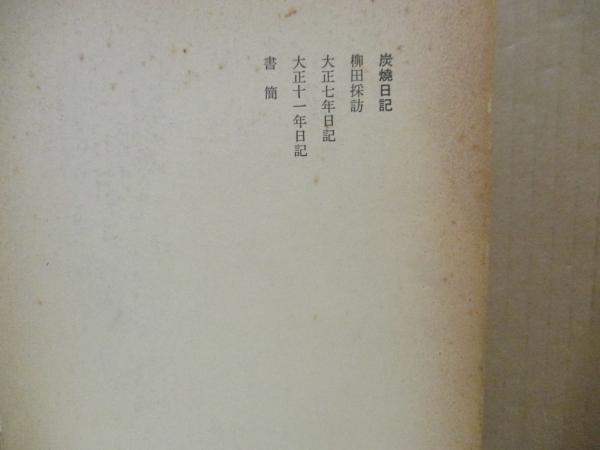 炭燒日記
柳田採訪
大正七年日記
大正十一年日記
書簡